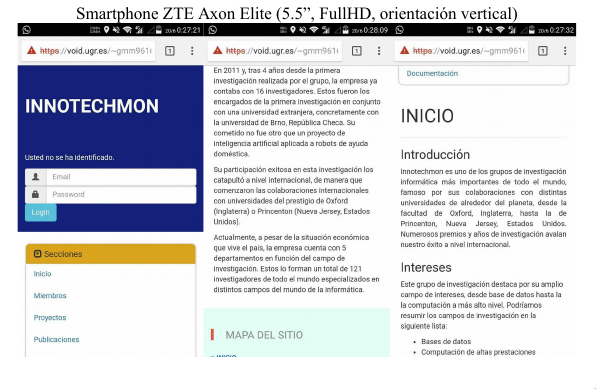 Smartphone ZTE Axon Elite (5.5”, FullHD, orientación vertical)
20/6 0:27:21
https://void.ugr.es/~gmm961(
1
INNOTECHMON
Usted no se ha identificado.
Email
Password
Login
Secciones
Inicio
Miembros
Proyectos
Publicaciones
20/6 0:28:09
https://void.ugr.es/~gmm961(
1
En 2011 y, tras 4 años desde la primera
investigación realizada por el grupo, la empresa ya
contaba con 16 investigadores. Estos fueron los
encargados de la primera investigación en conjunto
con una universidad extranjera, concretamente con
la universidad de Brno, República Checa. Su
cometido no fue otro que un proyecto de
inteligencia artificial aplicada a robots de ayuda
doméstica.
Su participación exitosa en esta investigación los
catapultó a nivel internacional, de manera que
comenzaron las colaboraciones internacionales
con universidades del prestigio de Oxford
(Inglaterra) o Princenton (Nueva Jersey, Estados
Unidos).
Actualmente, a pesar de la situación económica
que vive el país, la empresa cuenta con 5
departamentos en función del campo de
investigación. Estos lo forman un total de 121
investigadores de todo el mundo especializados en
distintos campos del mundo de la informática.
MAPA DEL SITIO
INICIO
20/6 0:27:32
https://void.ugr.es/~gmm961(
1
Documentación
INICIO
Introducción
Innotechmon es uno de los grupos de investigación
informática más importantes de todo el mundo,
famoso por sus colaboraciones con distintas
universidades de alrededor del planeta, desde la
facultad de Oxford, Inglaterra, hasta la de
Princenton, Nueva Jersey, Estados Unidos.
Numerosos premios y años de investigación avalan
nuestro éxito a nivel internacional.
Intereses
Este grupo de investigación destaca por su amplio
campo de intereses, desde base de datos hasta la
la computación a más alto nivel. Podríamos
resumir los campos de investigación en la
siguiente lista:
• Bases de datos
• Computación de altas prestaciones